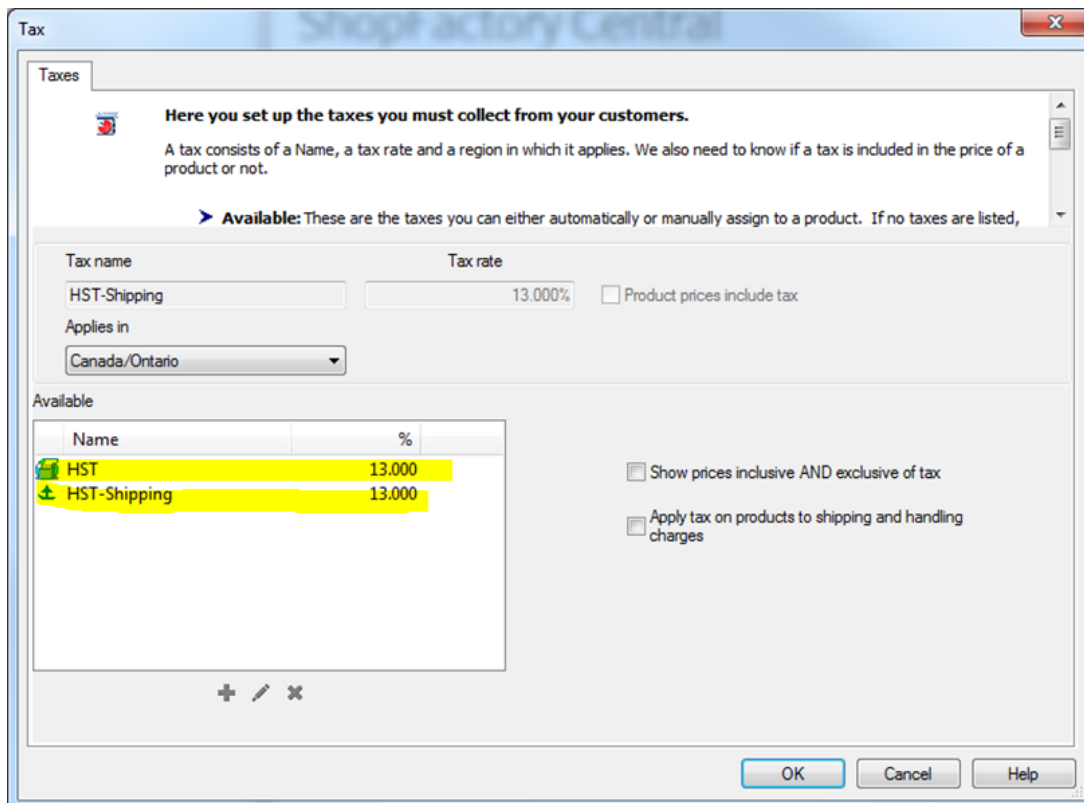 ShopFactory Central
Tax
Taxes
Here you set up the taxes you must collect from your customers.
A tax consists of a Name, a tax rate and a region in which it applies. We also need to know if a tax is included in the price of a
product or not.
Available: These are the taxes you can either automatically or manually assign to a product. If no taxes are listed,
Tax name Tax rate
HST-Shipping 13.000% Product prices include tax
Applies in
Canada/Ontario
Available
Name %
HST 13.000
HST-Shipping 13.000
Show prices inclusive AND exclusive of tax
Apply tax on products to shipping and handling
charges
OK Cancel Help